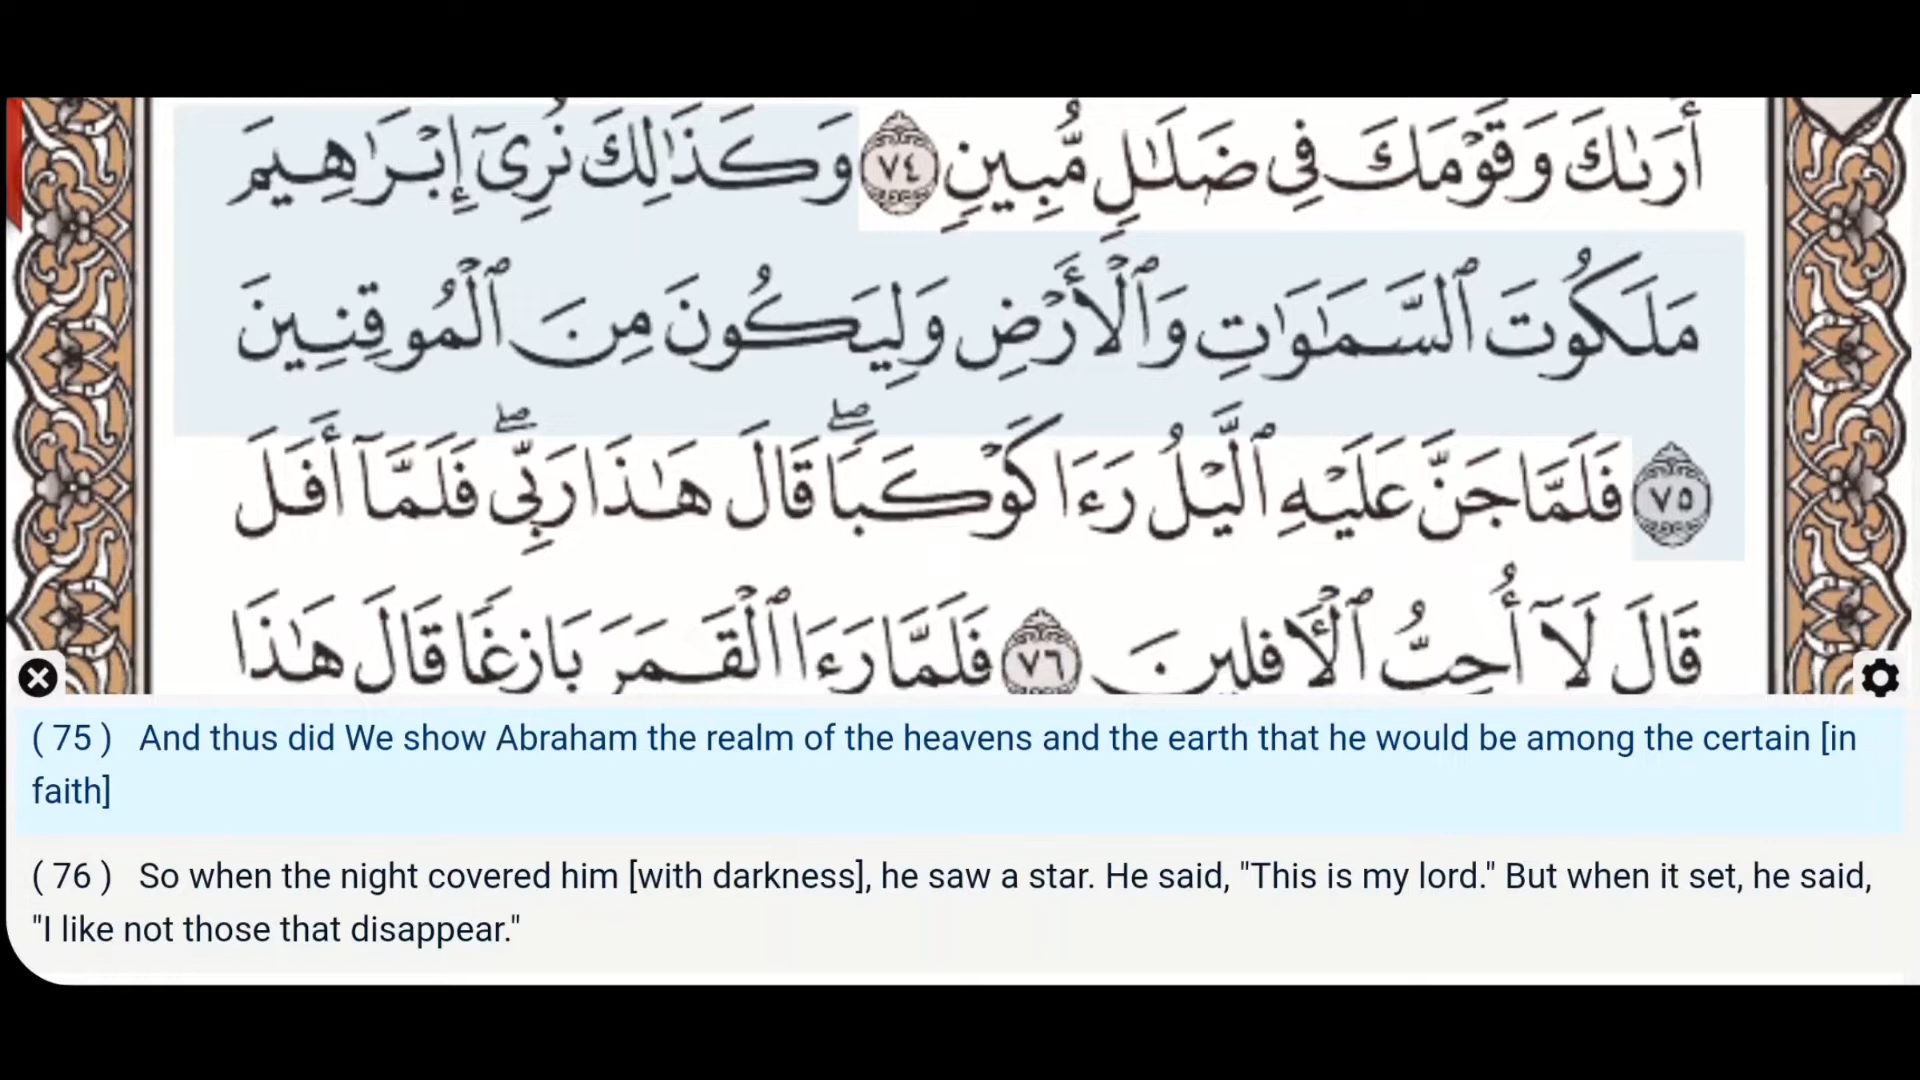 أَرَىٰكَ وَقَوْمَكَ فِى ضَلَـٰلٍ مُّبِينٍ ٧٤ وَكَذَٰلِكَ نُرِىٓ إِبْرَٰهِيمَ
مَلَكُوتَ ٱلسَّمَـٰوَٰتِ وَٱلْأَرْضِ وَلِيَكُونَ مِنَ ٱلْمُوقِنِينَ
٧٥ فَلَمَّا جَنَّ عَلَيْهِ ٱلَّيْلُ رَءَا كَوْكَبًا ۖ قَالَ هَـٰذَا رَبِّى ۖ فَلَمَّآ أَفَلَ
قَالَ لَآ أُحِبُّ ٱلْـَٔافِلِينَ ٧٦ فَلَمَّا رَءَا ٱلْقَمَرَ بَازِغًا قَالَ هَـٰذَا
( 75 ) And thus did We show Abraham the realm of the heavens and the earth that he would be among the certain [in
faith]
( 76 ) So when the night covered him [with darkness], he saw a star. He said, "This is my lord." But when it set, he said,
"I like not those that disappear."